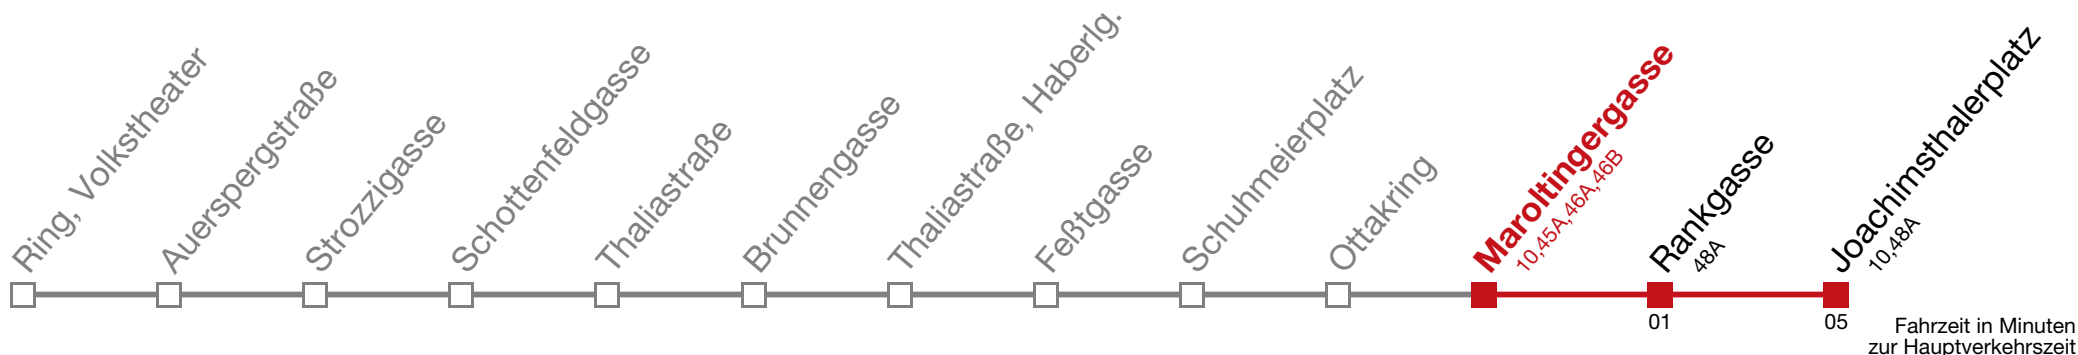 Ring, Volkstheater
Auerspergstraße
Strozzigasse
Schottenfeldgasse
Thaliastraße
Brunnengasse
Thaliastraße, Haberlg.
Feßtgasse
Schuhmeierplatz
Ottakring
Maroltingergasse
10,45A,46A,46B
Rankgasse
48A
Joachimsthalerplatz
10,48A
01
05
Fahrzeit in Minuten
zur Hauptverkehrszeit